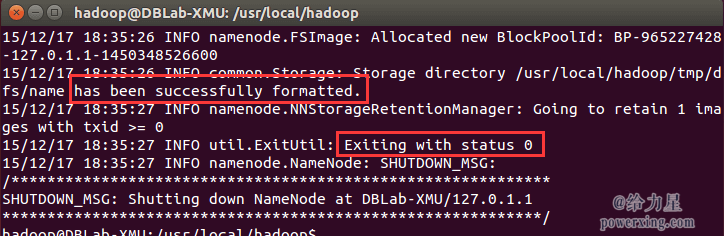 hadoop@DBLab-XMU: /usr/local/hadoop
15/12/17 18:35:26 INFO namenode.FSImage: Allocated new BlockPoolId: BP-965227428
-127.0.1.1-1450348526600
15/12/17 18:35:26 INFO common.Storage: Storage directory /usr/local/hadoop/tmp/d
fs/name has been successfully formatted.
15/12/17 18:35:27 INFO namenode.NNStorageRetentionManager: Going to retain 1 ima
ges with txid >= 0
15/12/17 18:35:27 INFO util.ExitUtil: Exiting with status 0
15/12/17 18:35:27 INFO namenode.NameNode: SHUTDOWN_MSG:
/************************************************************
SHUTDOWN_MSG: Shutting down NameNode at DBLab-XMU/127.0.1.1
************************************************************/
hadoop@DBLab-XMU:/usr/local/hadoop$
@给力星
powerxing.com